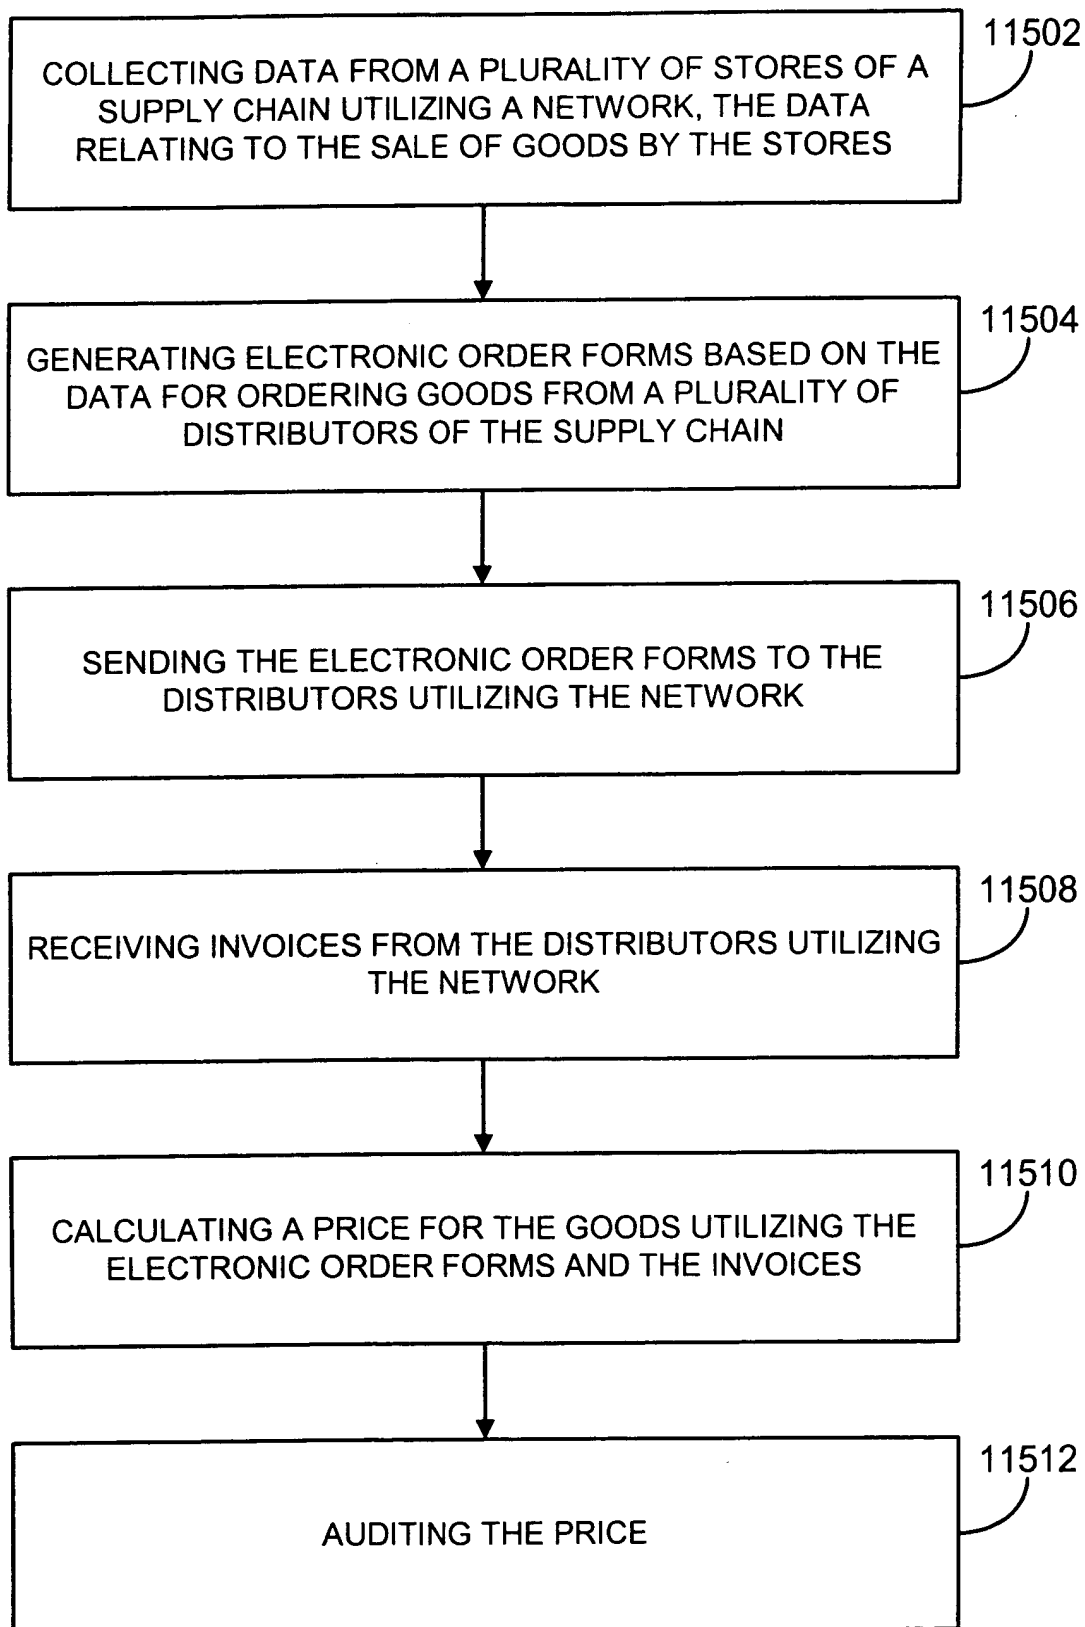 11502
COLLECTING DATA FROM A PLURALITY OF STORES OF A
SUPPLY CHAIN UTILIZING A NETWORK, THE DATA
RELATING TO THE SALE OF GOODS BY THE STORES
11504
GENERATING ELECTRONIC ORDER FORMS BASED ON THE
DATA FOR ORDERING GOODS FROM A PLURALITY OF
DISTRIBUTORS OF THE SUPPLY CHAIN
11506
SENDING THE ELECTRONIC ORDER FORMS TO THE
DISTRIBUTORS UTILIZING THE NETWORK
11508
RECEIVING INVOICES FROM THE DISTRIBUTORS UTILIZING
THE NETWORK
11510
CALCULATING A PRICE FOR THE GOODS UTILIZING THE
ELECTRONIC ORDER FORMS AND THE INVOICES
11512
AUDITING THE PRICE